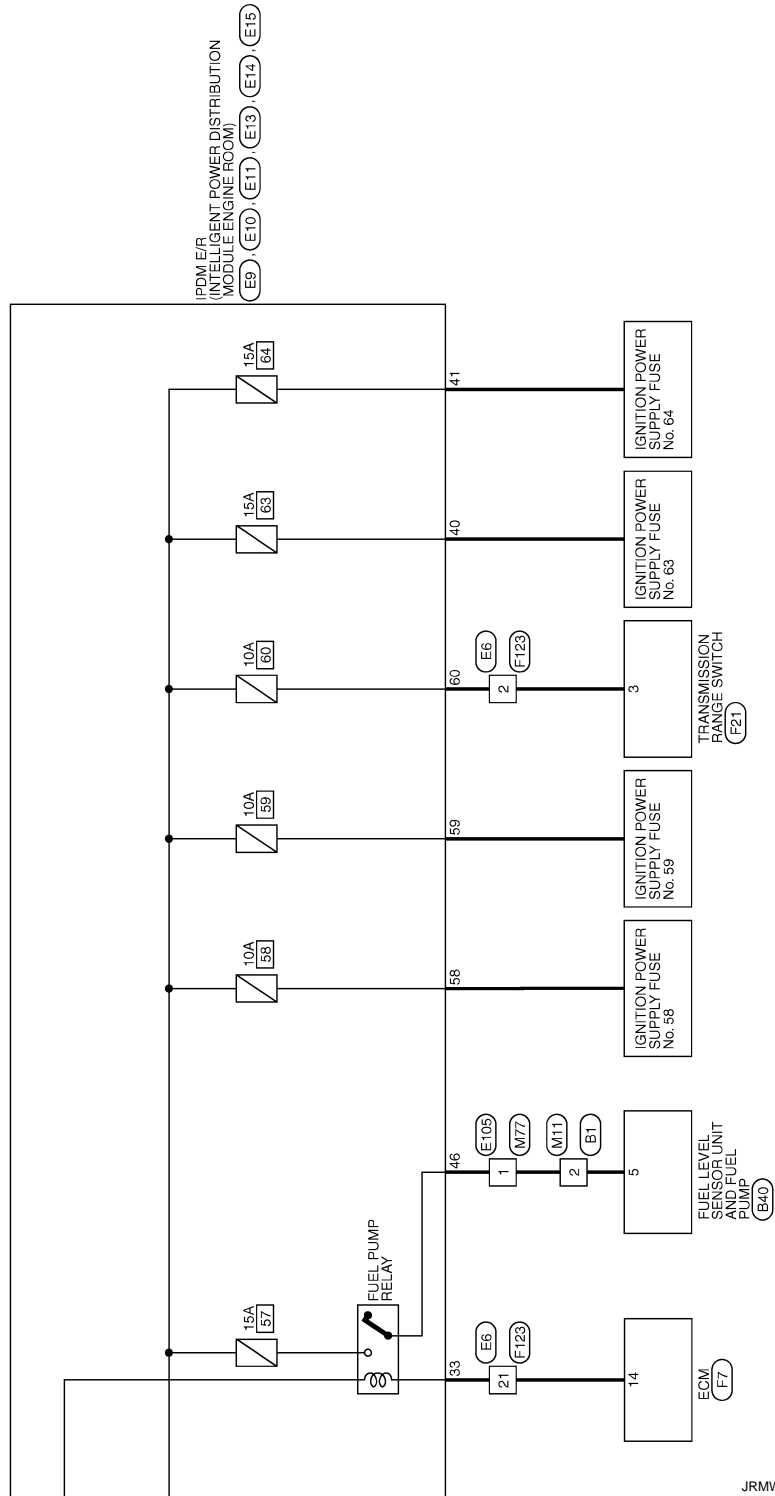 IPDM E/R
(INTELLIGENT POWER DISTRIBUTION
MODULE ENGINE ROOM)
E9 , E10 , E11 , E13 , E14 , E15
15A
57
10A
58
10A
59
10A
60
15A
63
15A
64
FUEL PUMP
RELAY
33
46
58
59
60
40
41
E6
21
F123
E105
1
M77
M11
2
B1
E6
2
F123
14
ECM
F7
5
FUEL LEVEL
SENSOR UNIT
AND FUEL
PUMP
B40
IGNITION POWER
SUPPLY FUSE
No. 58
IGNITION POWER
SUPPLY FUSE
No. 59
3
TRANSMISSION
RANGE SWITCH
F21
IGNITION POWER
SUPPLY FUSE
No. 63
IGNITION POWER
SUPPLY FUSE
No. 64